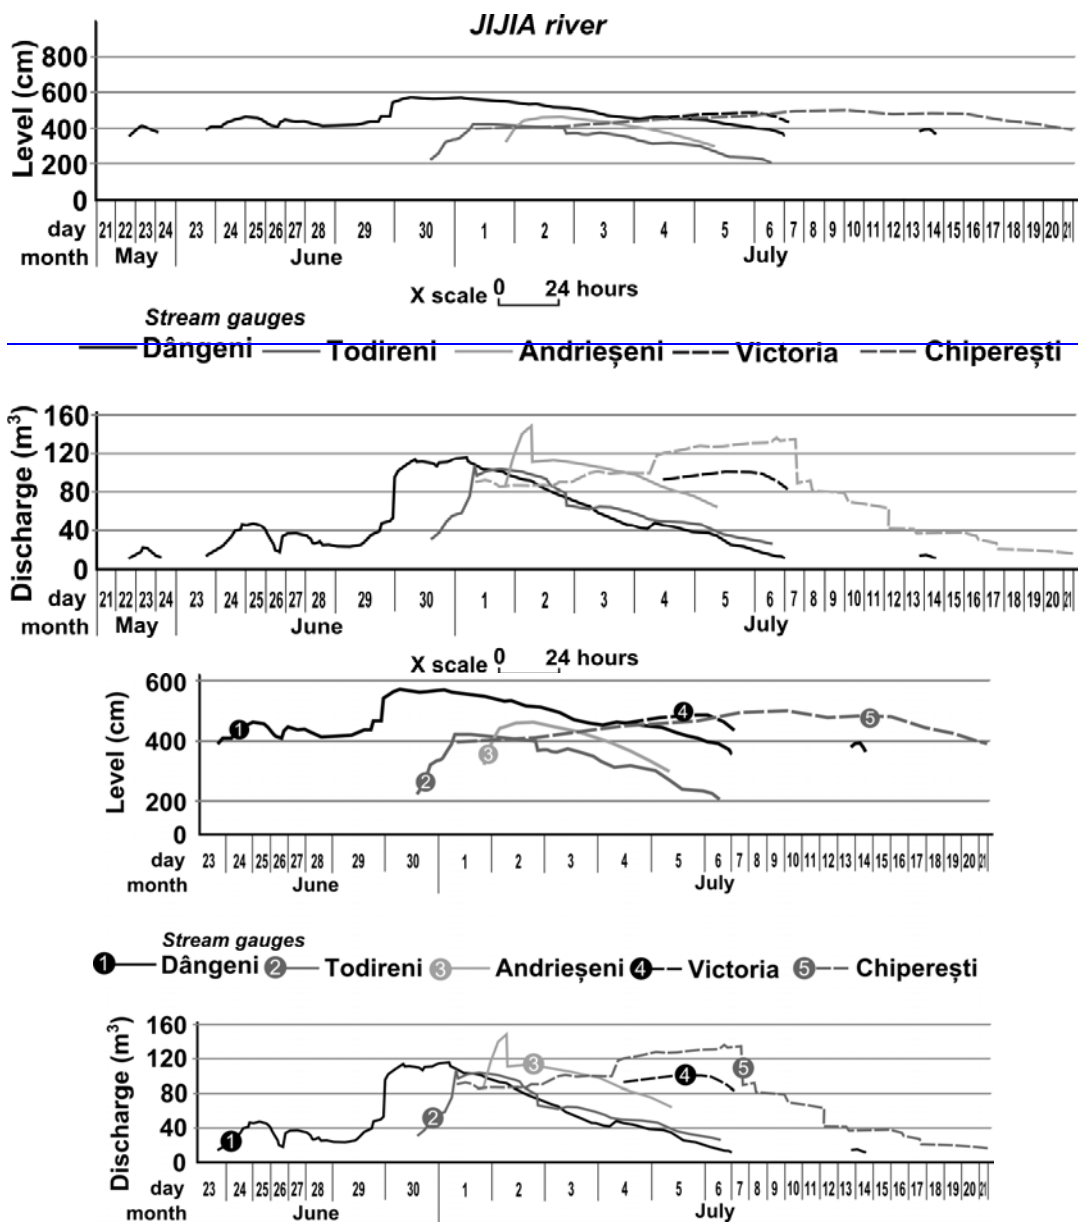 JIJIA river
Level (cm)
800
600
400
200
0
day 21 22 23 24 23 24 25 26 27 28 29 30 1 2 3 4 5 6 7 8 9 10 11 12 13 14 15 16 17 18 19 20 21
month May June July
X scale 0 24 hours
Stream gauges
Dângeni Todireni Andrieșeni Victoria Chiperești
Discharge (m³)
160
120
80
40
0
day 21 22 23 24 23 24 25 26 27 28 29 30 1 2 3 4 5 6 7 8 9 10 11 12 13 14 15 16 17 18 19 20 21
month May June July
X scale 0 24 hours
Level (cm)
600
400
200
0
1 2 3 4 5
day 23 24 25 26 27 28 29 30 1 2 3 4 5 6 7 8 9 10 11 12 13 14 15 16 17 18 19 20 21
month June July
Stream gauges
1 Dângeni 2 Todireni 3 Andrieșeni 4 Victoria 5 Chiperești
Discharge (m³)
160
120
80
40
0
1 2 3 4 5
day 23 24 25 26 27 28 29 30 1 2 3 4 5 6 7 8 9 10 11 12 13 14 15 16 17 18 19 20 21
month June July